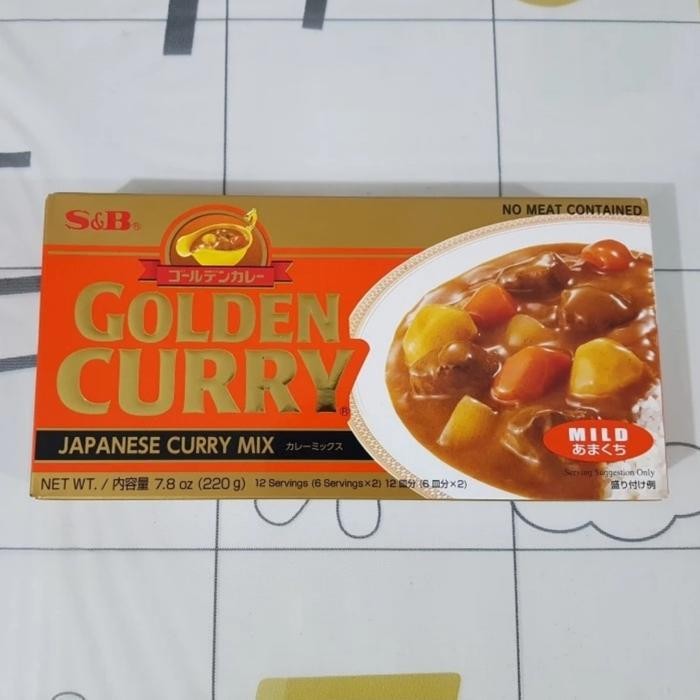 S&B®
NO MEAT CONTAINED
ゴールデンカレー
GOLDEN
CURRY®
JAPANESE CURRY MIX カレーミックス
MILD
あまくち
Serving Suggestion Only
盛り付け例
NET WT. / 内容量 7.8 oz (220 g) 12 Servings (6 Servings×2) 12 皿分 (6 皿分×2)